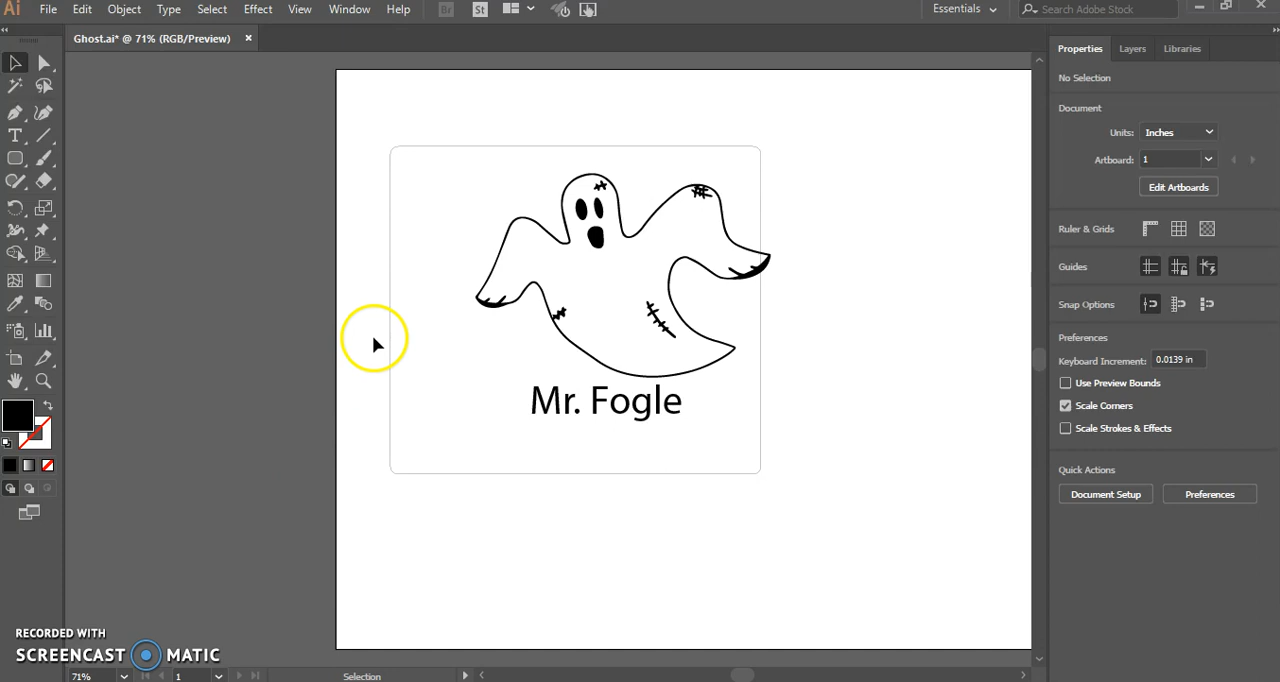 Ai File Edit Object Type Select Effect View Window Help Br St Essentials Search Adobe Stock
Ghost.ai* @ 71% (RGB/Preview) ×
Properties Layers Libraries
No Selection
Document
Units: Inches
Artboard: 1
Edit Artboards
Ruler & Grids
Guides
Snap Options
Preferences
Keyboard Increment: 0.0139 in
Use Preview Bounds
Scale Corners
Scale Strokes & Effects
Quick Actions
Document Setup Preferences
Mr. Fogle
RECORDED WITH
SCREENCAST MATIC
71% 1 Selection